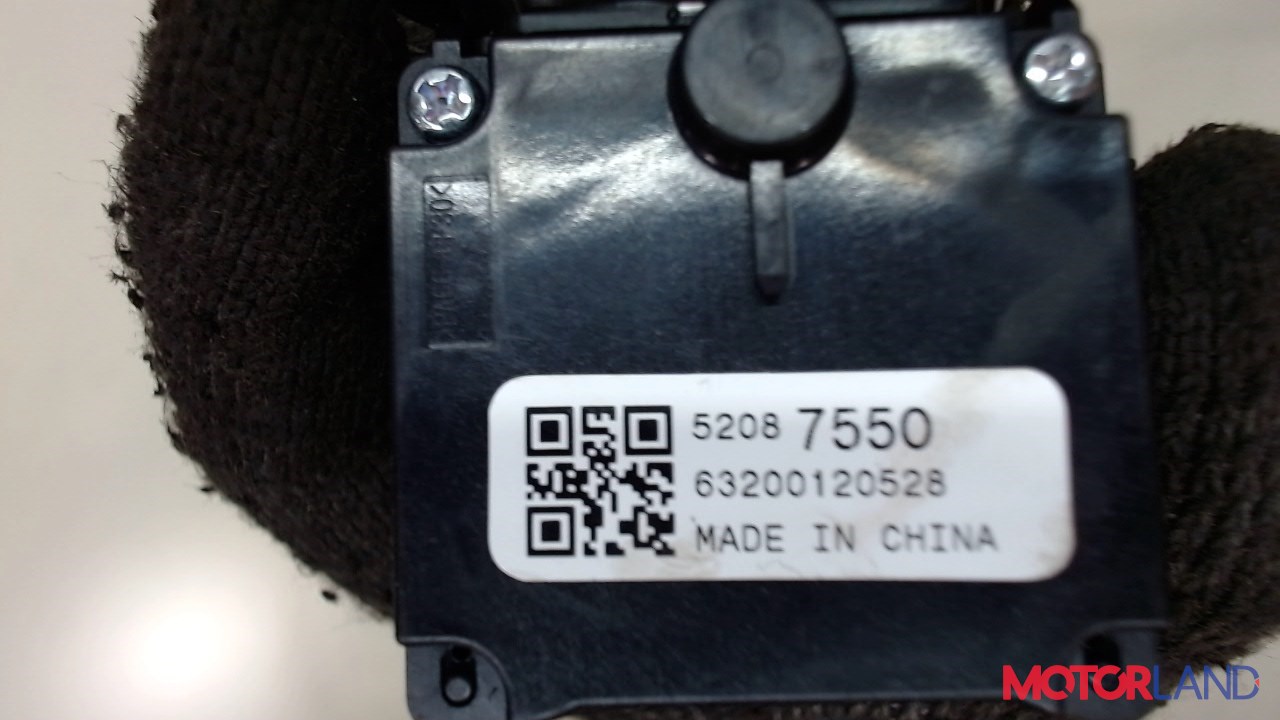 5208 7550
63200120528
MADE IN CHINA
MOTORLAND